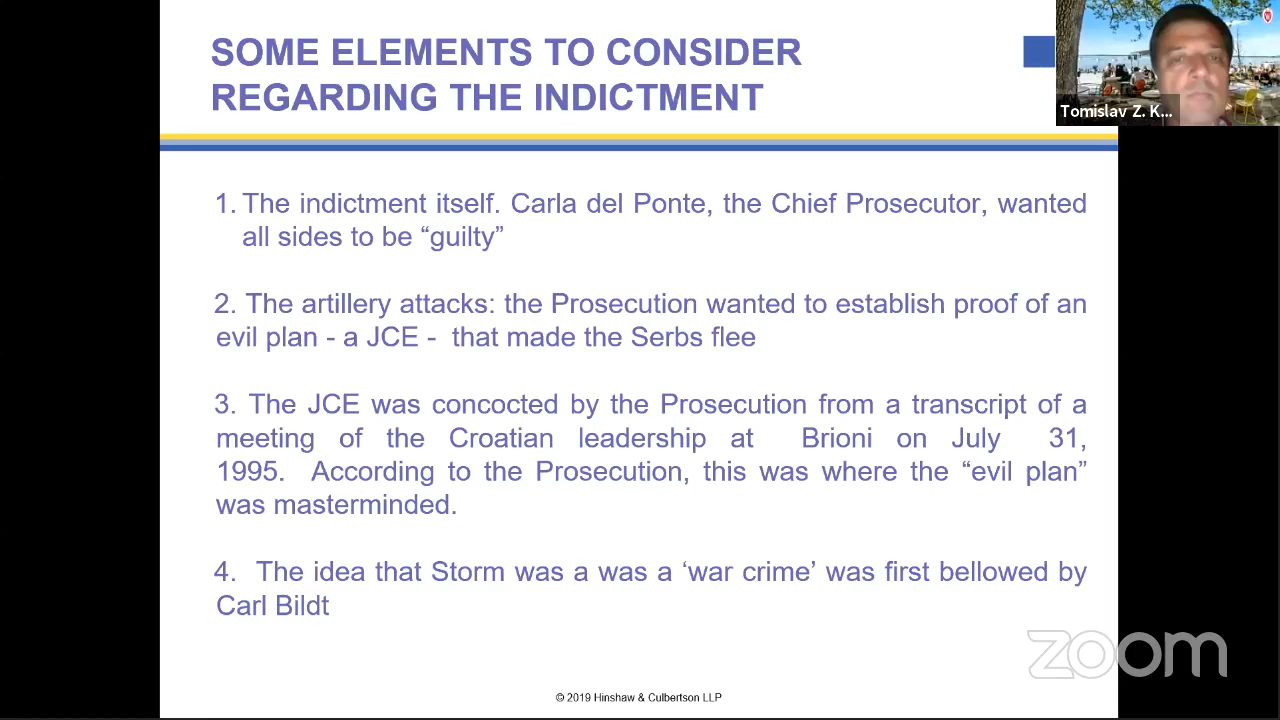 SOME ELEMENTS TO CONSIDER
REGARDING THE INDICTMENT
Tomislav Z. K...
1. The indictment itself. Carla del Ponte, the Chief Prosecutor, wanted
all sides to be “guilty”
2. The artillery attacks: the Prosecution wanted to establish proof of an
evil plan - a JCE - that made the Serbs flee
3. The JCE was concocted by the Prosecution from a transcript of a
meeting of the Croatian leadership at Brioni on July 31,
1995. According to the Prosecution, this was where the “evil plan”
was masterminded.
4. The idea that Storm was a was a ‘war crime’ was first bellowed by
Carl Bildt
zoom
© 2019 Hinshaw & Culbertson LLP